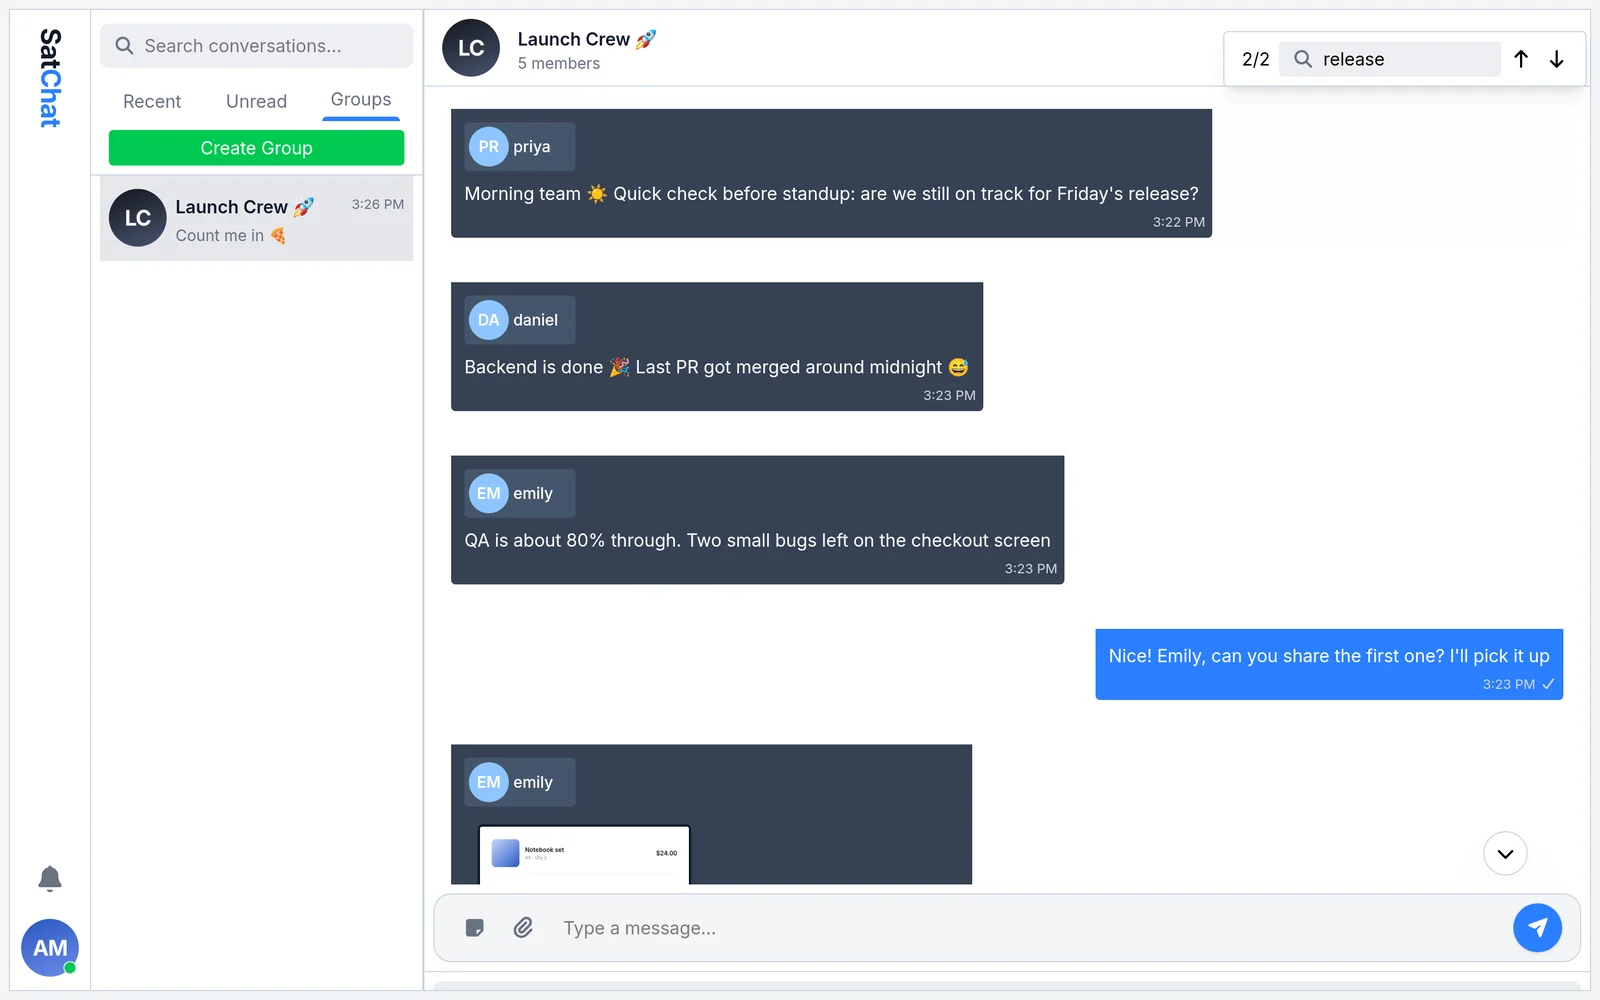 SatChat
Search conversations...
Recent Unread Groups
Create Group
LC
Launch Crew 🚀
3:26 PM
Count me in 🍕
AM
LC
Launch Crew 🚀
5 members
2/2
release
PR priya
Morning team ☀️ Quick check before standup: are we still on track for Friday's release?
3:22 PM
DA daniel
Backend is done 🎉 Last PR got merged around midnight 😅
3:23 PM
EM emily
QA is about 80% through. Two small bugs left on the checkout screen
3:23 PM
Nice! Emily, can you share the first one? I'll pick it up
3:23 PM ✓
EM emily
Notebook set
A5 · Qty 2
$24.00
Type a message...